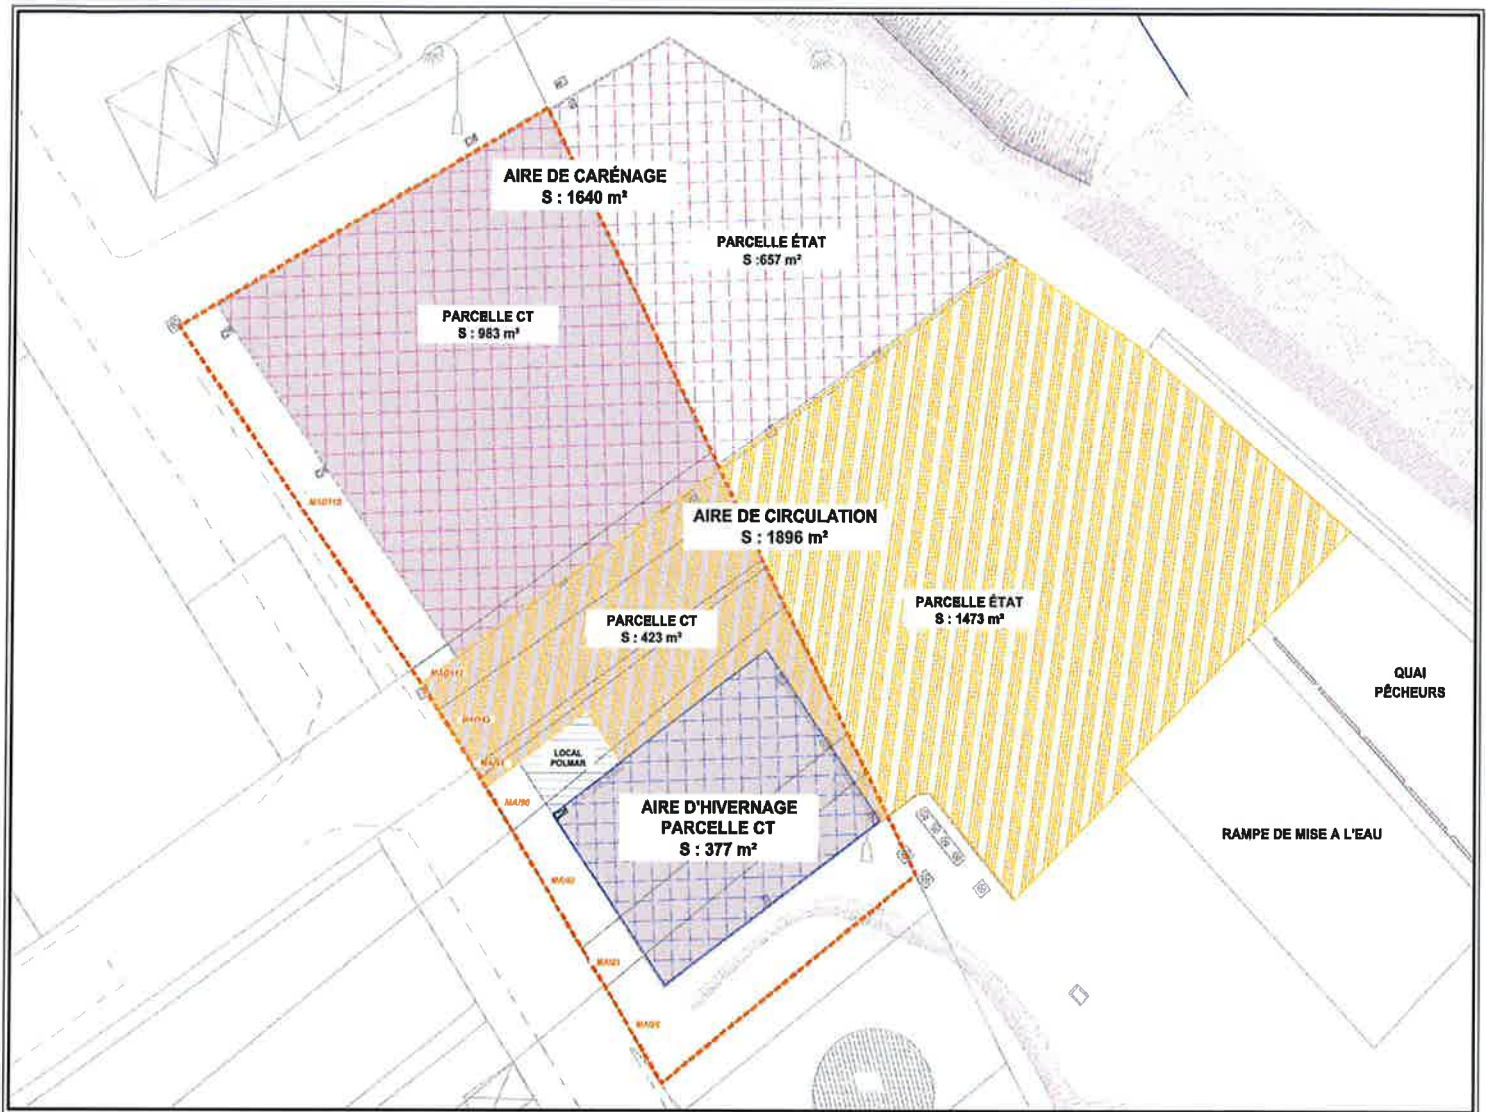 AIRE DE CARÉNAGE
S : 1640 m²
PARCELLE ÉTAT
S :657 m²
PARCELLE CT
S : 983 m²
AIRE DE CIRCULATION
S : 1896 m²
PARCELLE ÉTAT
S : 1473 m²
PARCELLE CT
S : 423 m²
QUAI
PÊCHEURS
LOCAL
POLMAR
AIRE D'HIVERNAGE
PARCELLE CT
S : 377 m²
RAMPE DE MISE A L'EAU